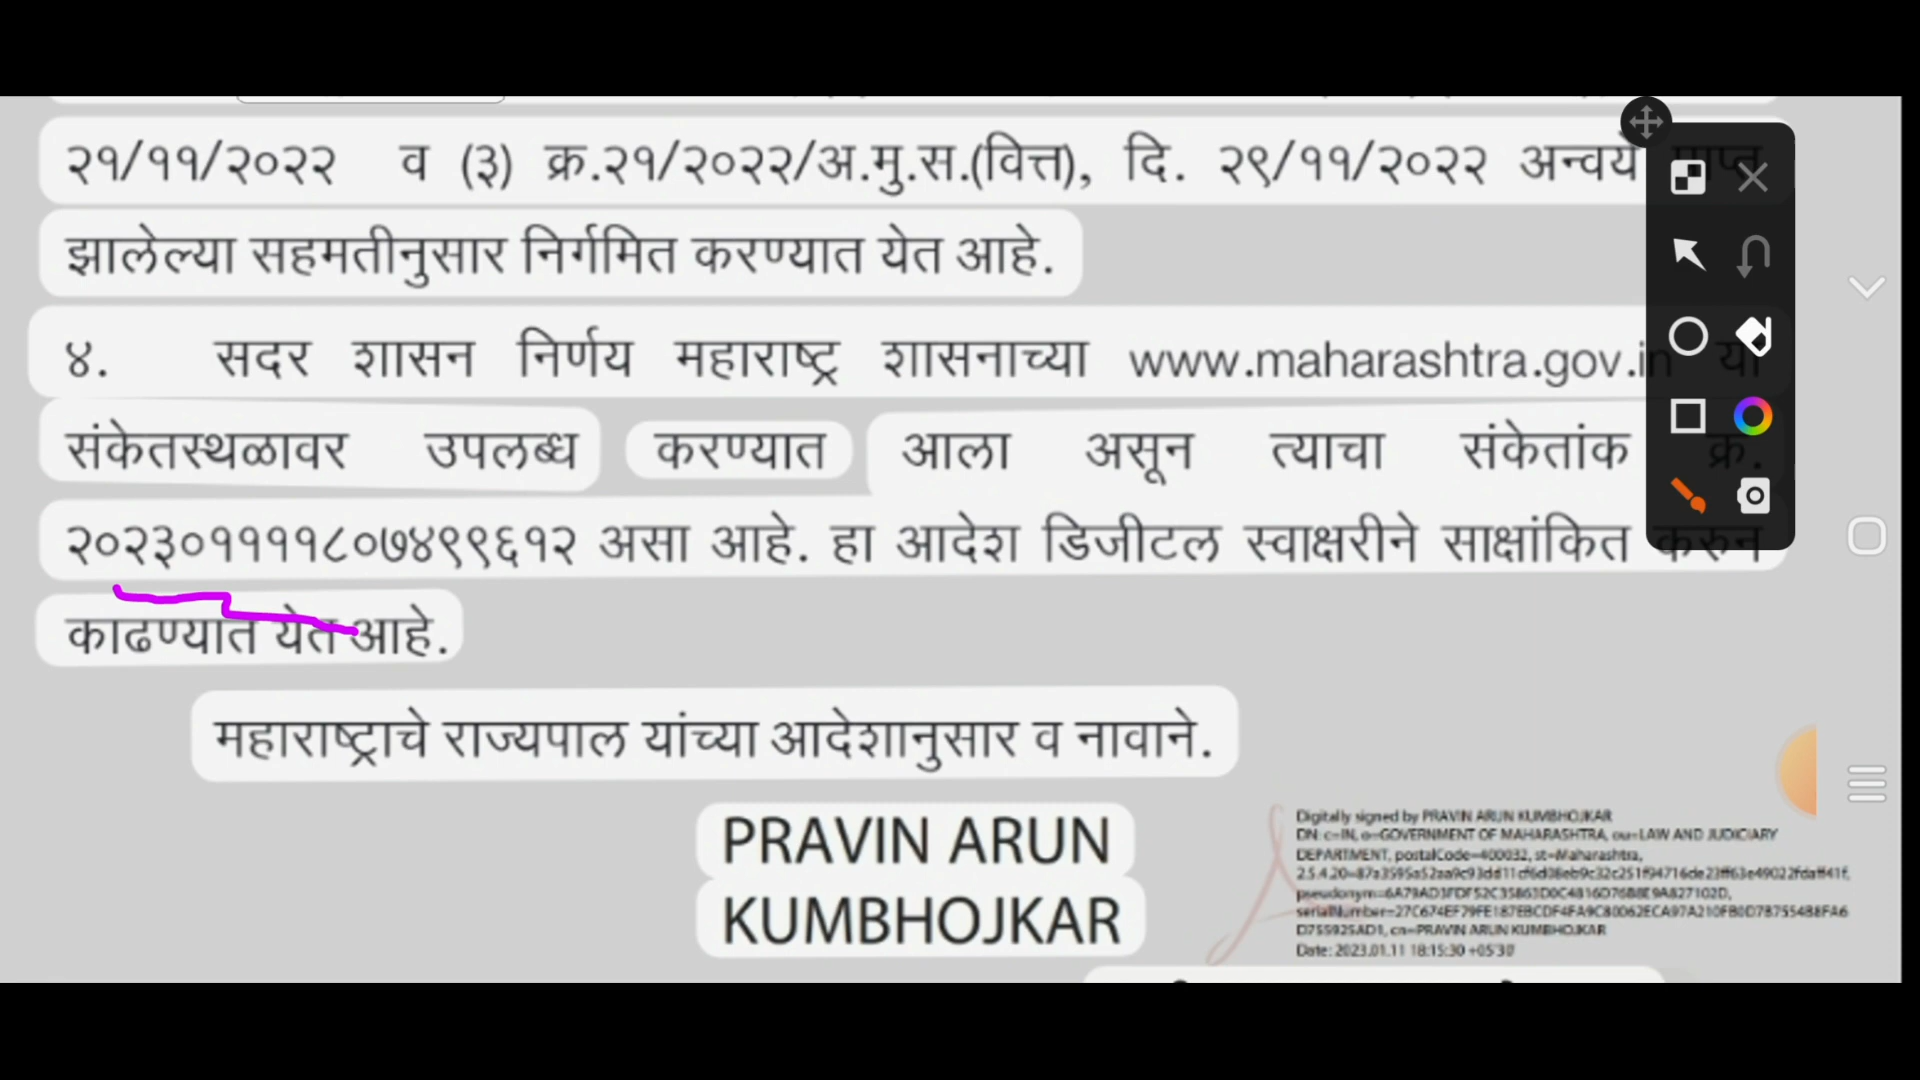 २१/११/२०२२ व (३) क्र.२१/२०२२/अ.मु.स.(वित्त), दि. २९/११/२०२२ अन्वये प्राप्त
झालेल्या सहमतीनुसार निर्गमित करण्यात येत आहे.
४. सदर शासन निर्णय महाराष्ट्र शासनाच्या www.maharashtra.gov.in या
संकेतस्थळावर उपलब्ध करण्यात आला असून त्याचा संकेतांक क्र.
२०२३०११११८०७४९९६१२ असा आहे. हा आदेश डिजीटल स्वाक्षरीने साक्षांकित करुन
काढण्यात येत आहे.
महाराष्ट्राचे राज्यपाल यांच्या आदेशानुसार व नावाने.
PRAVIN ARUN
KUMBHOJKAR
Digitally signed by PRAVIN ARUN KUMBHOJKAR
DN: c=IN, o=GOVERNMENT OF MAHARASHTRA, ou=LAW AND JUDICIARY
DEPARTMENT, postalCode=400032, st=Maharashtra,
D755925AD1, cn=PRAVIN ARUN KUMBHOJKAR
Date: 2023.01.11 18:15:30 +05'30'